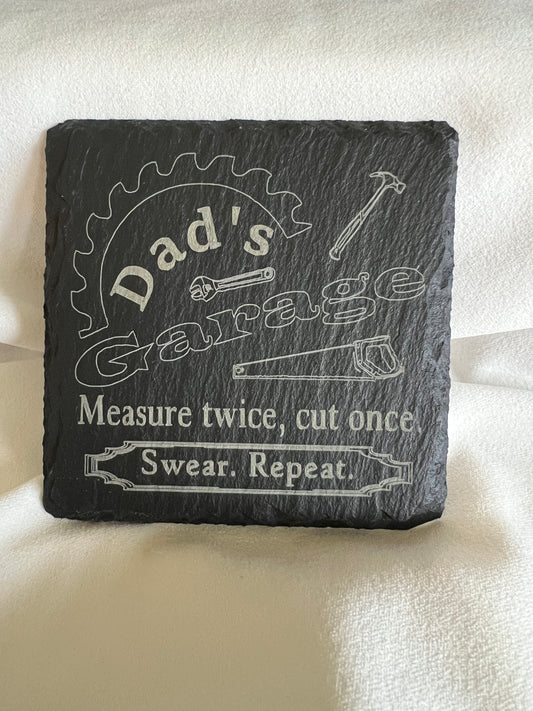 Dad's
Garage
Measure twice, cut once.
Swear. Repeat.